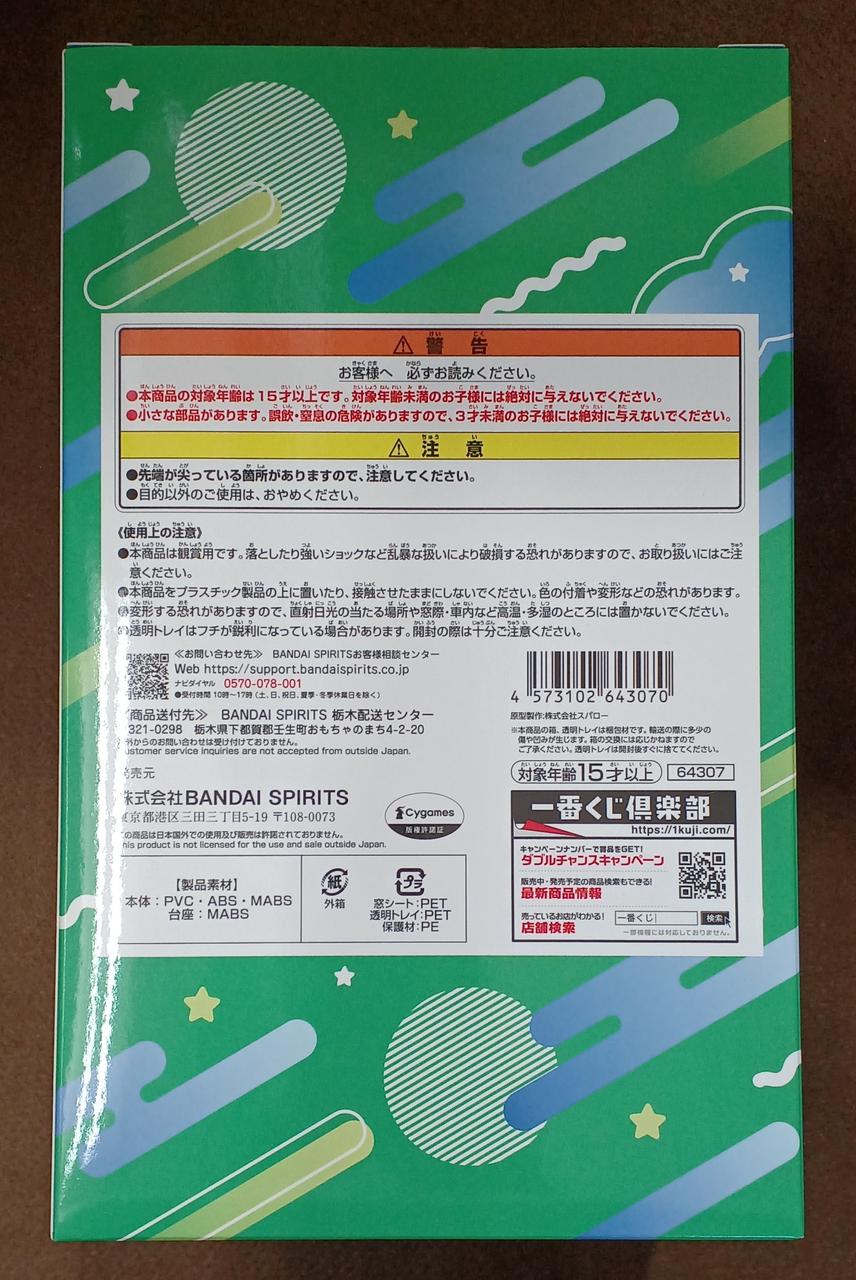 ⚠ 警告
お客様へ 必ずお読みください。
●本商品の対象年齢は15才以上です。対象年齢未満のお子様には絶対に与えないでください。
●小さな部品があります。誤飲・窒息の危険がありますので、3才未満のお子様には絶対に与えないでください。
⚠ 注意
●先端が尖っている箇所がありますので、注意してください。
●目的以外のご使用は、おやめください。
《使用上の注意》
●本商品は観賞用です。落としたり強いショックなど乱暴な扱いにより破損する恐れがありますので、お取り扱いにはご注
意ください。
●本商品をプラスチック製品の上に置いたり、接触させたままにしないでください。色の付着や変形などの恐れがあります。
●変形する恐れがありますので、直射日光の当たる場所や窓際・車内など高温・多湿のところには置かないでください。
●透明トレイはフチが鋭利になっている場合があります。開封の際は十分ご注意ください。
≪お問い合わせ先≫ BANDAI SPIRITSお客様相談センター
Web https://support.bandaispirits.co.jp
ナビダイヤル 0570-078-001
●受付時間 10時〜17時(土、日、祝日、夏季・冬季休業日を除く)
商品送付先≫ BANDAI SPIRITS 栃木配送センター
321-0298 栃木県下都賀郡壬生町おもちゃのまち4-2-20
外からのお問い合わせは受け付けておりません。
ustomer service inquiries are not accepted from outside Japan.
売元
株式会社BANDAI SPIRITS
東京都港区三田三丁目5-19 〒108-0073
の商品は日本国外での使用及び販売は許諾されておりません。
his product is not licensed for the use and sale outside Japan.
Cygames
版権許諾証
【製品素材】
本体：PVC・ABS・MABS
台座：MABS
紙
外箱
プラ
窓シート：PET
透明トレイ：PET
保護材：PE
4 573102 643070
原型製作：株式会社スパロー
※本商品の箱、透明トレイは梱包材です。輸送の際に多少の
傷や凹みが生じます。箱の交換には応じかねますので
ご了承ください。透明トレイは開封後すぐに捨ててください。
対象年齢15才以上
64307
一番くじ倶楽部
https://1kuji.com/
キャンペーンナンバーで賞品をGET!
ダブルチャンスキャンペーン
販売中・発売予定の商品検索もできる!
最新商品情報
売っているお店がわかる!
店舗検索
一番くじ 検索
一部機種には対応しておりません。